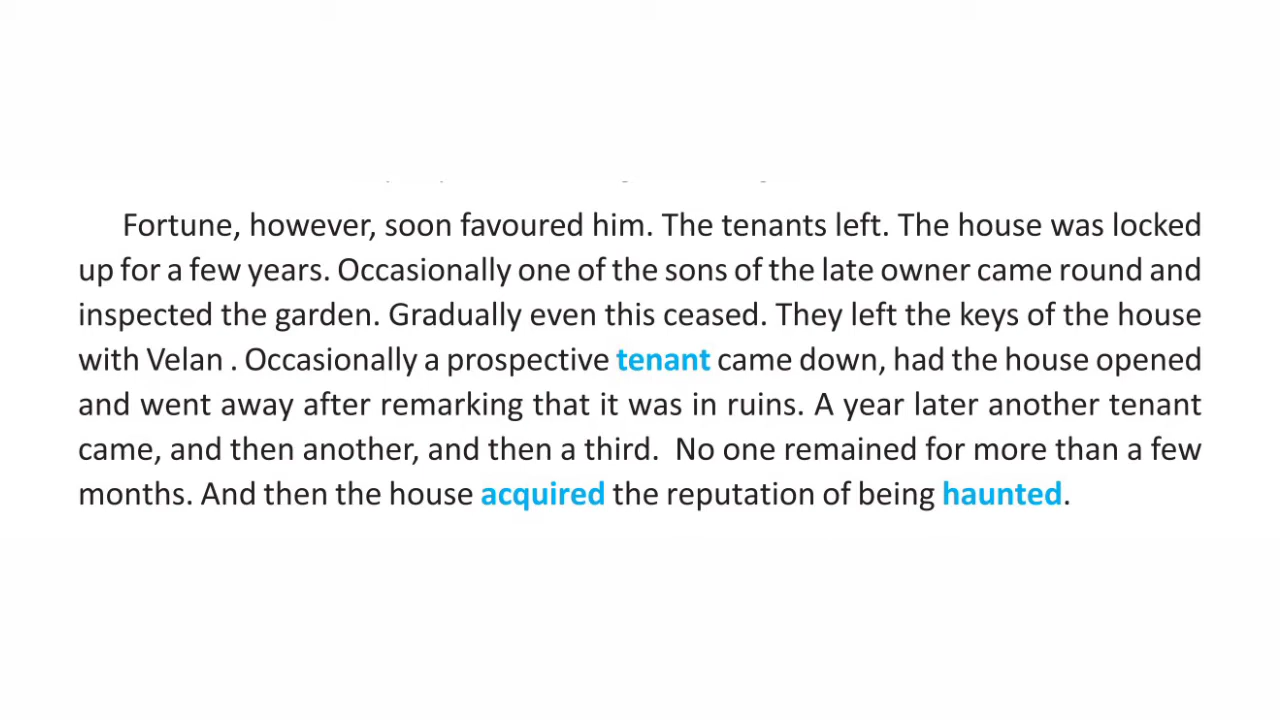 Fortune, however, soon favoured him. The tenants left. The house was locked
up for a few years. Occasionally one of the sons of the late owner came round and
inspected the garden. Gradually even this ceased. They left the keys of the house
with Velan . Occasionally a prospective tenant came down, had the house opened
and went away after remarking that it was in ruins. A year later another tenant
came, and then another, and then a third.  No one remained for more than a few
months. And then the house acquired the reputation of being haunted.